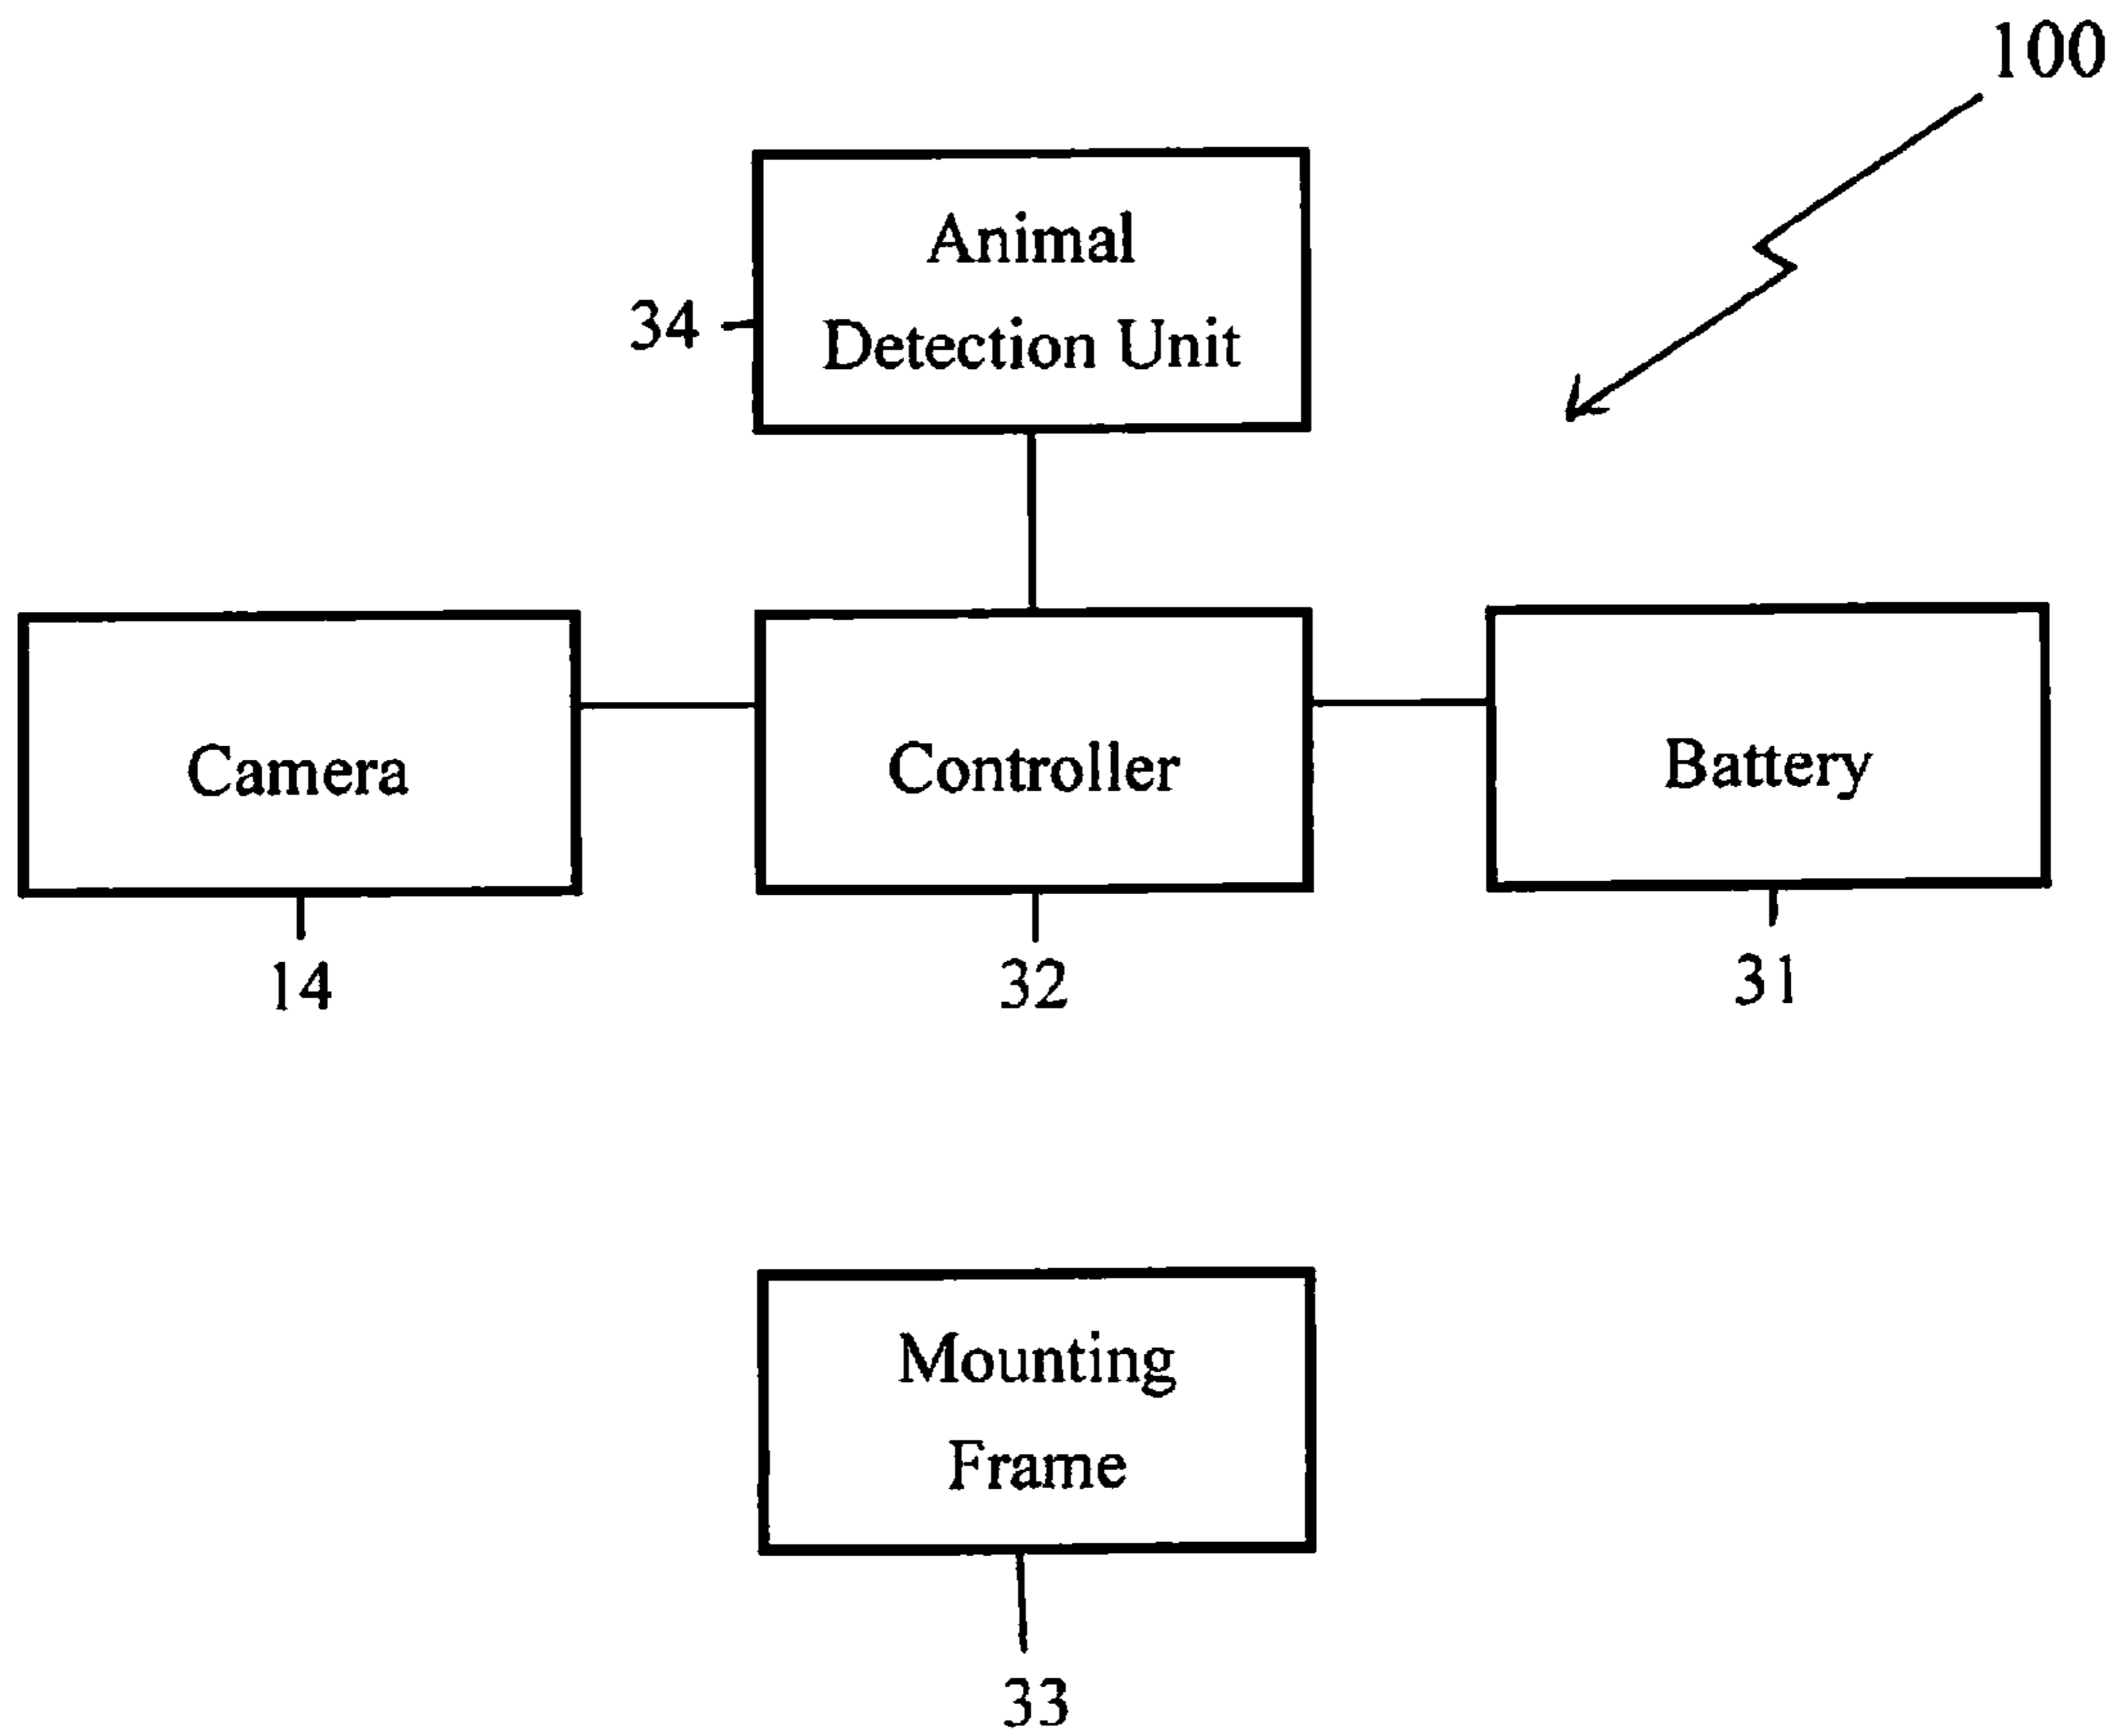 100
Animal
34
Detection Unit
Camera
Controller
Battery
14
32
31
Mounting
Frame
33